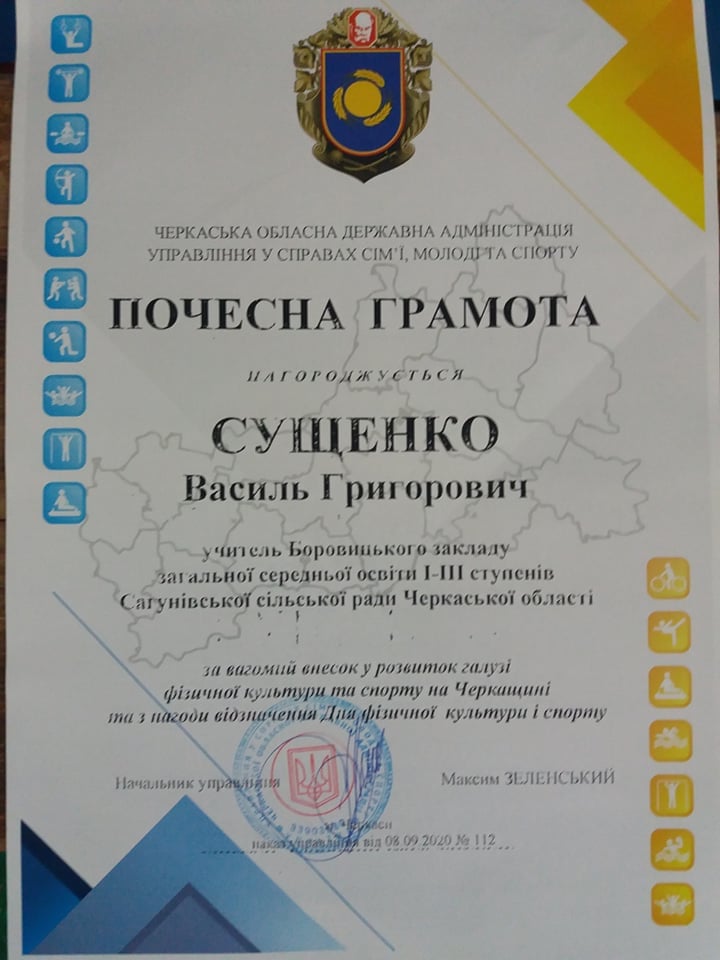 ЧЕРКАСЬКА ОБЛАСНА ДЕРЖАВНА АДМІНІСТРАЦІЯ
УПРАВЛІННЯ У СПРАВАХ СІМ'Ї, МОЛОДІ ТА СПОРТУ
ПОЧЕСНА ГРАМОТА
НАГОРОДЖУЄТЬСЯ
СУЩЕНКО
Василь Григорович
учитель Боровицького закладу
загальної середньої освіти І-ІІІ ступенів
Сагунівської сільської ради Черкаської області
за вагомий внесок у розвиток галузі
фізичної культури та спорту на Черкащині
та з нагоди відзначення Дня фізичної культури і спорту
Начальник управління
Максим ЗЕЛЕНСЬКИЙ
м. Черкаси
наказ управління від 08.09.2020 № 112